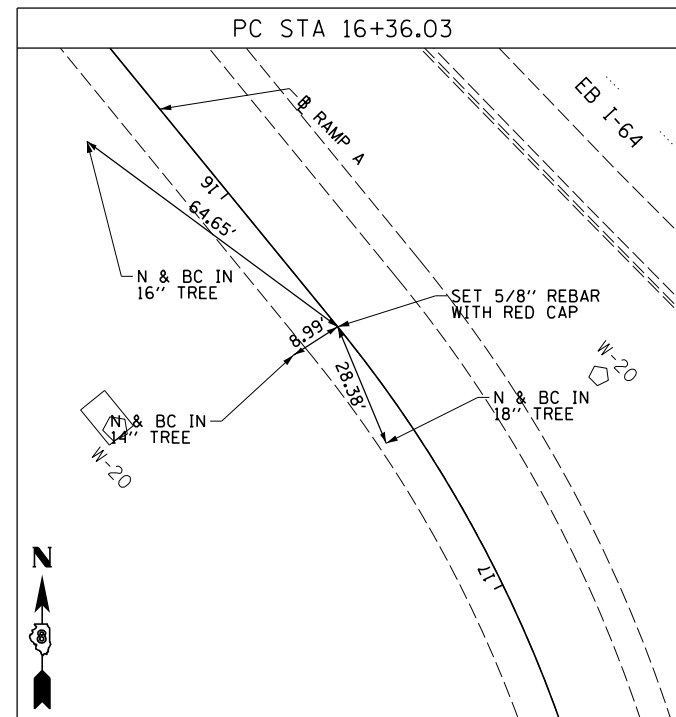 PC STA 16+36.03
EB I-64
RAMP A
16
64.65'
N & BC IN
16'' TREE
SET 5/8'' REBAR
WITH RED CAP
8.99'
28.38'
W-20
N & BC IN
18'' TREE
N & BC IN
14'' TREE
W-20
17
N
8